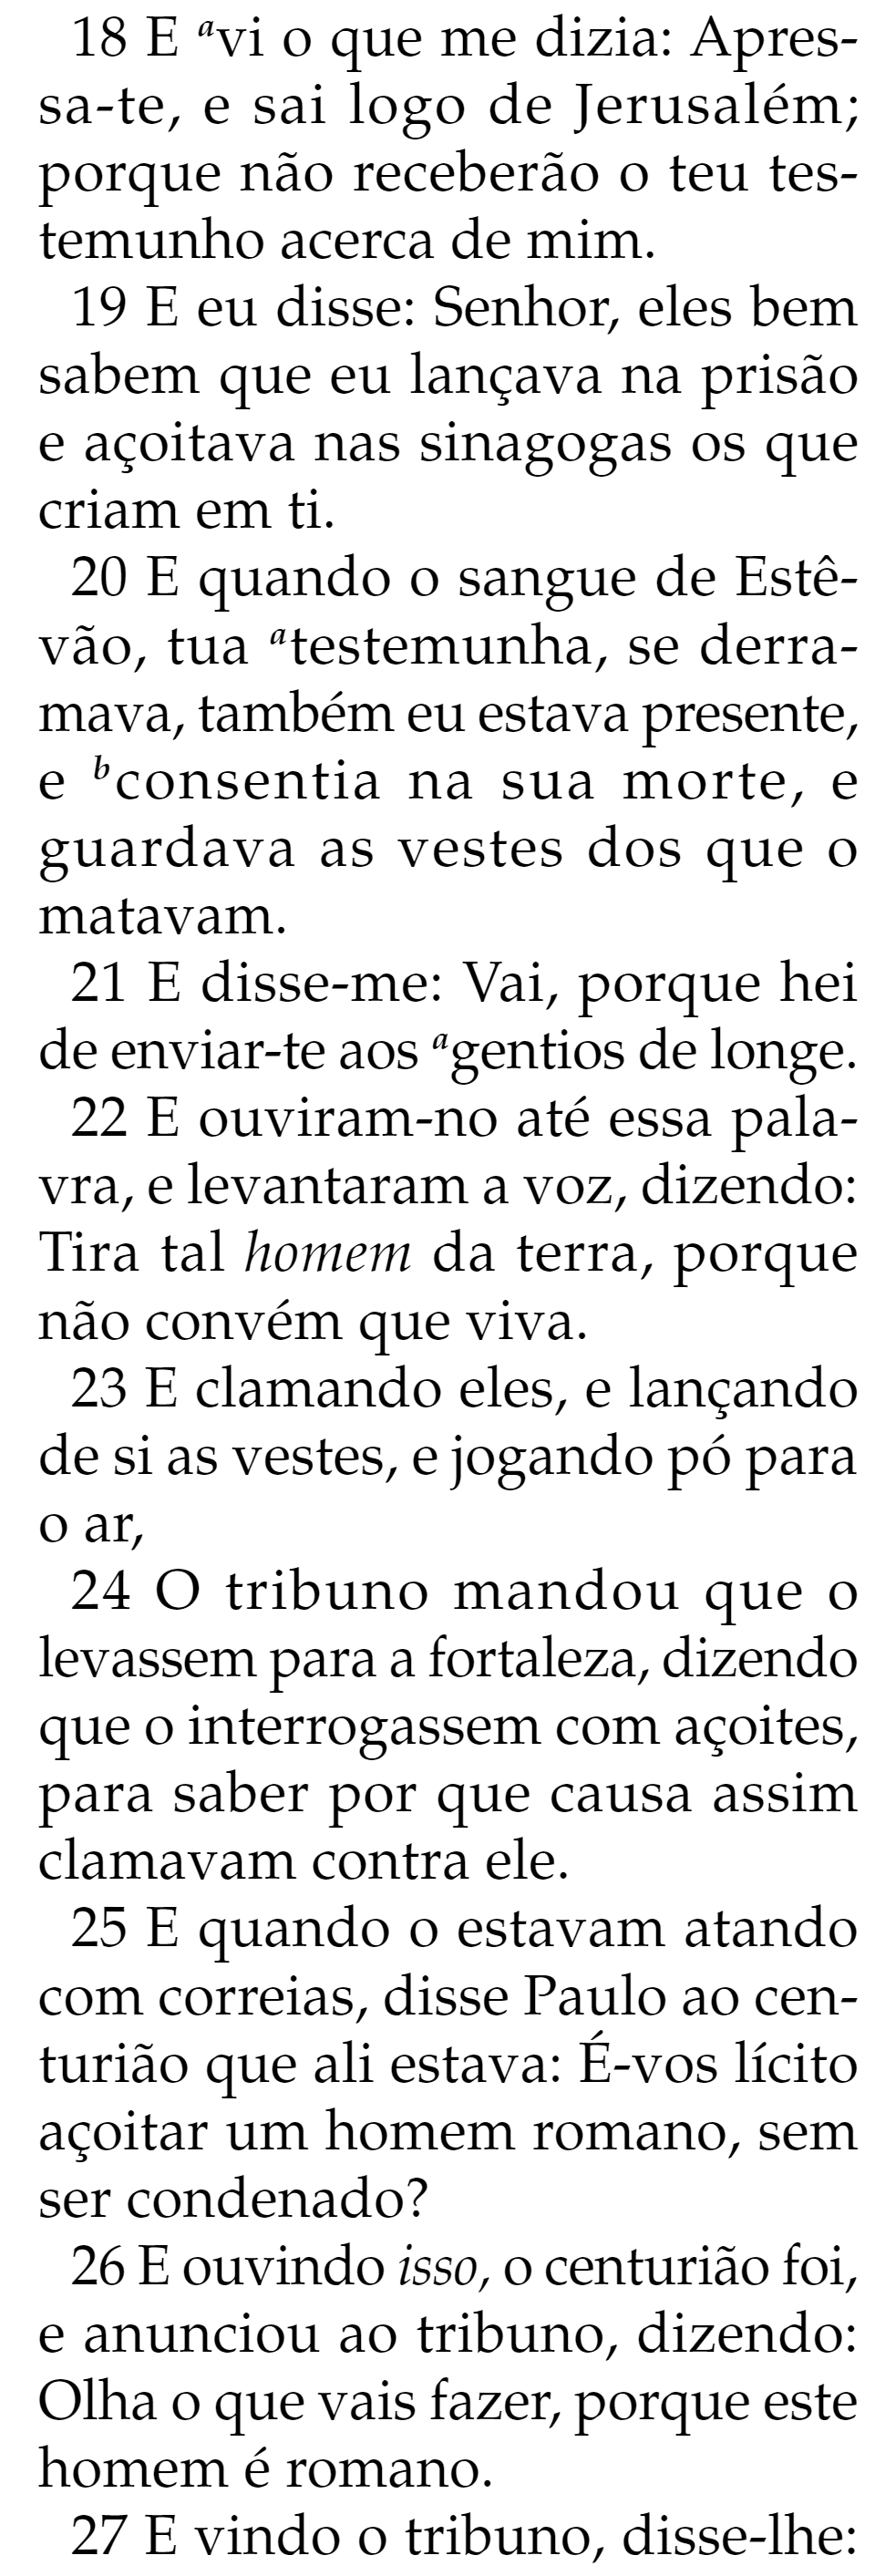 18 E ᵃvi o que me dizia: Apres-
sa-te, e sai logo de Jerusalém;
porque não receberão o teu tes-
temunho acerca de mim.
19 E eu disse: Senhor, eles bem
sabem que eu lançava na prisão
e açoitava nas sinagogas os que
criam em ti.
20 E quando o sangue de Estê-
vão, tua ᵃtestemunha, se derra-
mava, também eu estava presente,
e ᵇconsentia na sua morte, e
guardava as vestes dos que o
matavam.
21 E disse-me: Vai, porque hei
de enviar-te aos ᵃgentios de longe.
22 E ouviram-no até essa pala-
vra, e levantaram a voz, dizendo:
Tira tal homem da terra, porque
não convém que viva.
23 E clamando eles, e lançando
de si as vestes, e jogando pó para
o ar,
24 O tribuno mandou que o
levassem para a fortaleza, dizendo
que o interrogassem com açoites,
para saber por que causa assim
clamavam contra ele.
25 E quando o estavam atando
com correias, disse Paulo ao cen-
turião que ali estava: É-vos lícito
açoitar um homem romano, sem
ser condenado?
26 E ouvindo isso, o centurião foi,
e anunciou ao tribuno, dizendo:
Olha o que vais fazer, porque este
homem é romano.
27 E vindo o tribuno, disse-lhe: